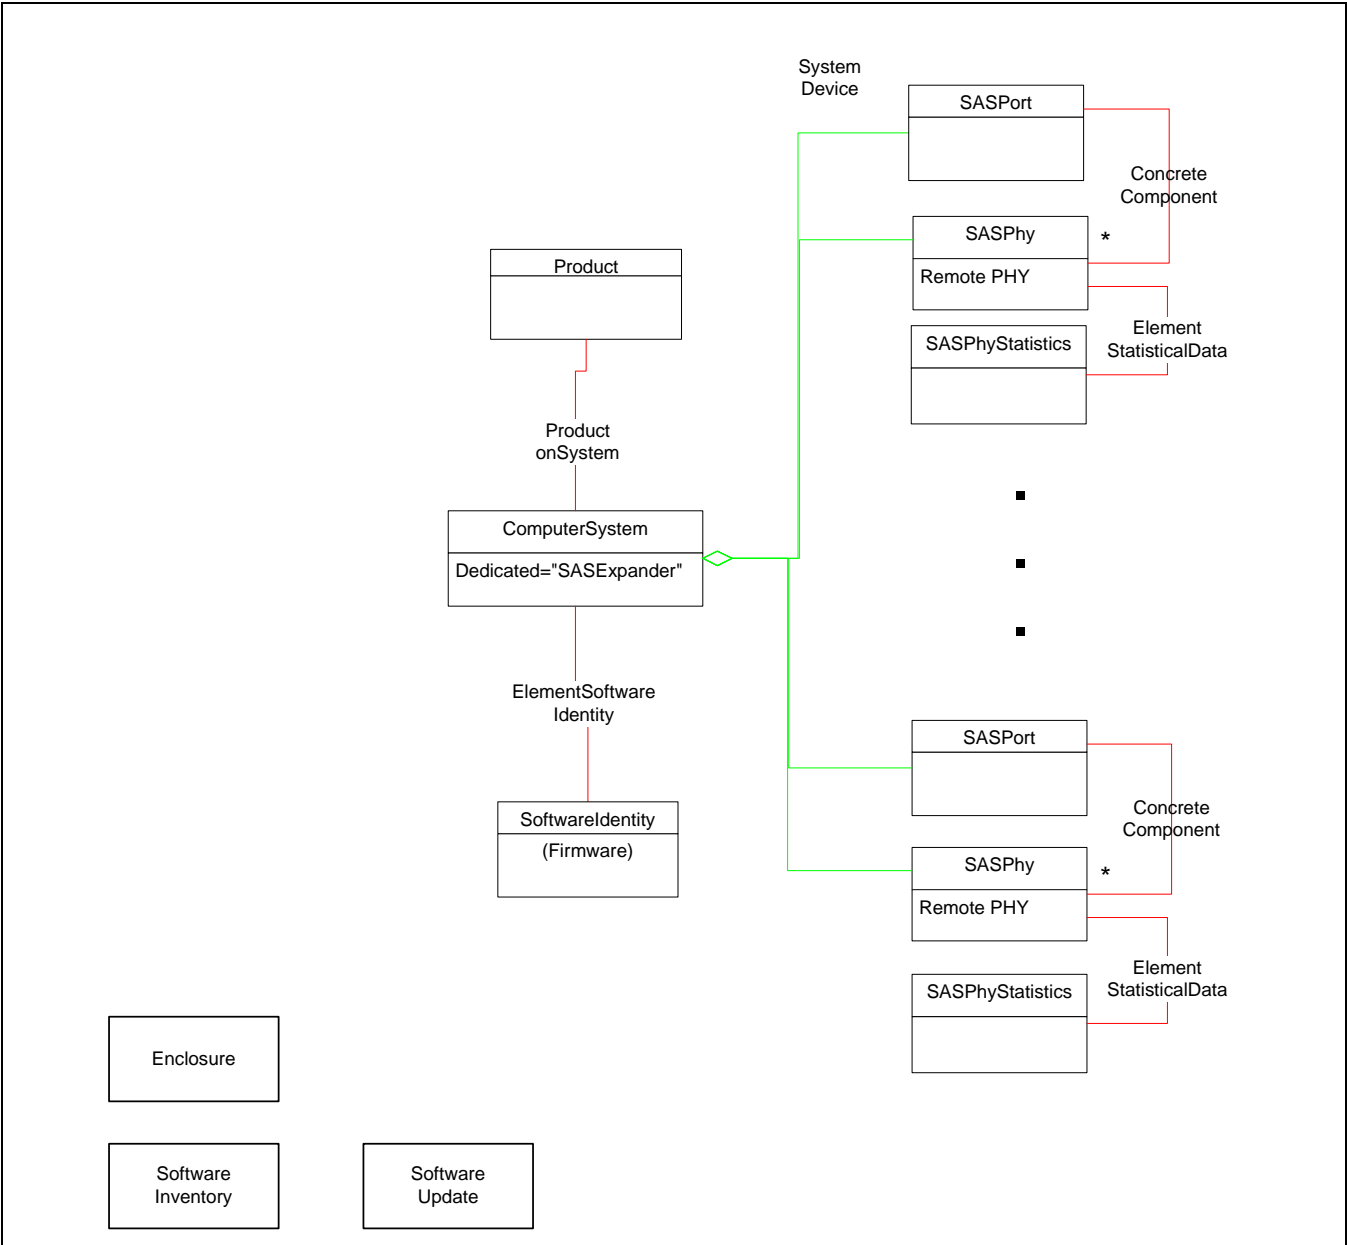 System
Device
SASPort
Concrete
Component
SASPhy
*
Remote PHY
Product
SASPhyStatistics
Element
StatisticalData
Product
onSystem
ComputerSystem
Dedicated="SASExpander"
ElementSoftware
Identity
SoftwareIdentity
(Firmware)
SASPort
Concrete
Component
SASPhy
*
Remote PHY
SASPhyStatistics
Element
StatisticalData
Enclosure
Software
Inventory
Software
Update